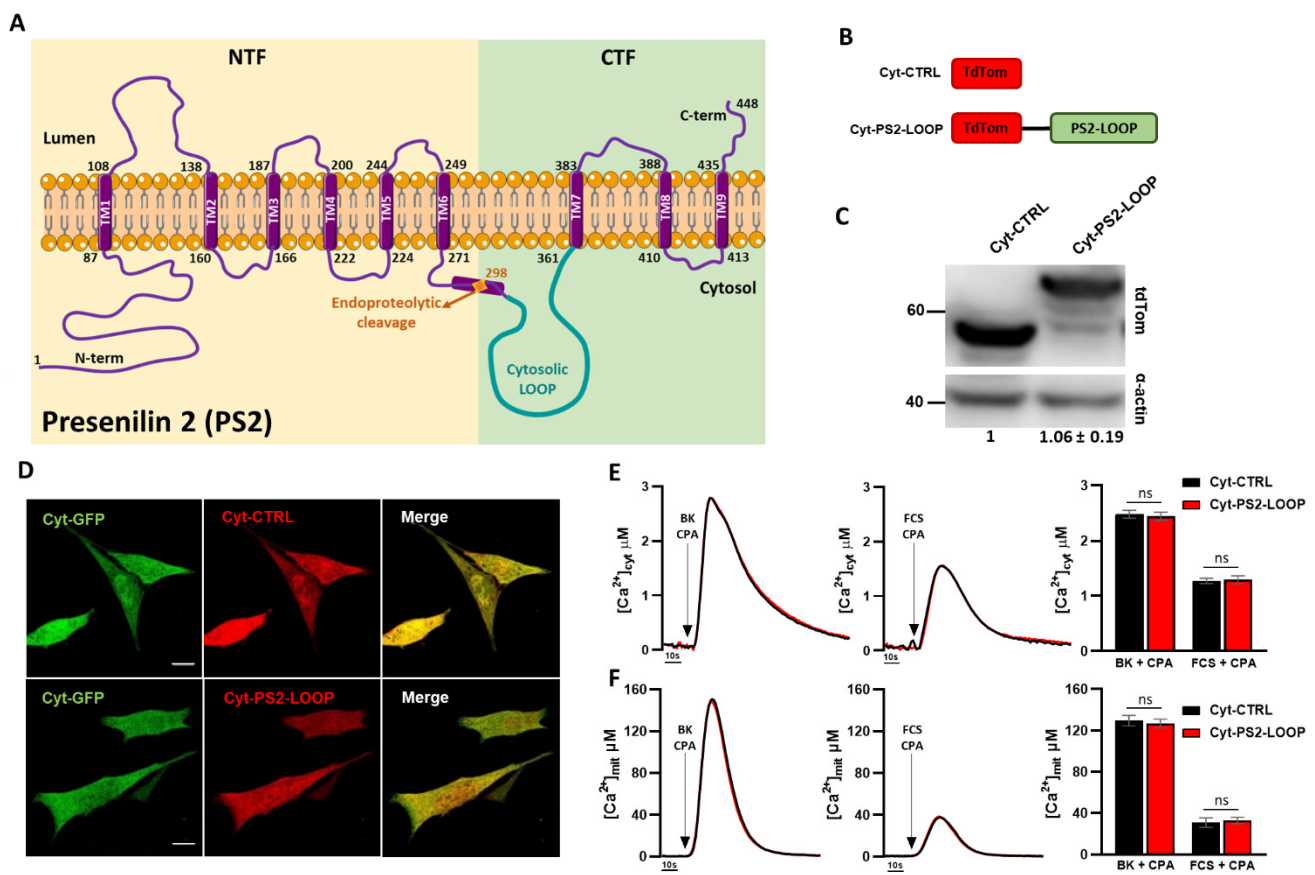 A
NTF
CTF
Lumen
C-term
448
108
138
187
200
244
249
383
388
435
TM1
TM2
TM3
TM4
TM5
TM6
TM7
TM8
TM9
87
160
166
222
224
271
361
410
413
298
Cytosol
Endoproteolytic
cleavage
1
N-term
Cytosolic
LOOP
Presenilin 2 (PS2)
B
Cyt-CTRL
TdTom
Cyt-PS2-LOOP
TdTom
PS2-LOOP
C
Cyt-CTRL
Cyt-PS2-LOOP
60
tdTom
40
α-actin
1
1.06 ± 0.19
D
Cyt-GFP
Cyt-CTRL
Merge
Cyt-GFP
Cyt-PS2-LOOP
Merge
E
[Ca2+]cyt µM
3
2
1
0
BK
CPA
10s
[Ca2+]cyt µM
3
2
1
0
FCS
CPA
10s
[Ca2+]cyt µM
3
2
1
0
ns
ns
BK + CPA
FCS + CPA
Cyt-CTRL
Cyt-PS2-LOOP
F
[Ca2+]mit µM
160
120
80
40
0
BK
CPA
10s
[Ca2+]mit µM
160
120
80
40
0
FCS
CPA
10s
[Ca2+]mit µM
160
120
80
40
0
ns
ns
BK + CPA
FCS + CPA
Cyt-CTRL
Cyt-PS2-LOOP